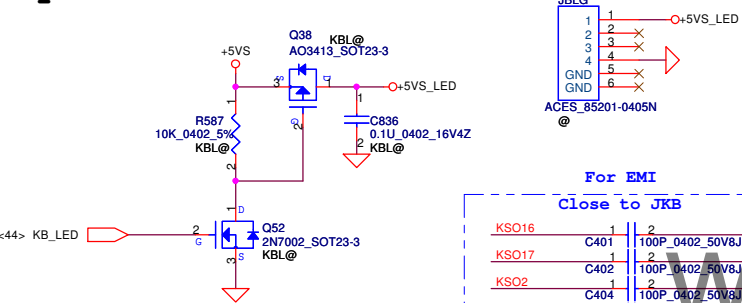 JBLG
1
2
3
4
GND 5
GND 6
+5VS_LED
ACES_85201-0405N
@
Q38 KBL@
AO3413_SOT23-3
+5VS
S
D
3
1
G
2
+5VS_LED
1
R587
10K_0402_5%
KBL@
2
1
C836
0.1U_0402_16V4Z
2
KBL@
<44> KB_LED
2
G
1
D
3
S
Q52
2N7002_SOT23-3
KBL@
For EMI
Close to JKB
KSO16 1 2
C401 100P_0402_50V8J
KSO17 1 2
C402 100P_0402_50V8J
KSO2 1 2
C404 100P_0402_50V8J
W